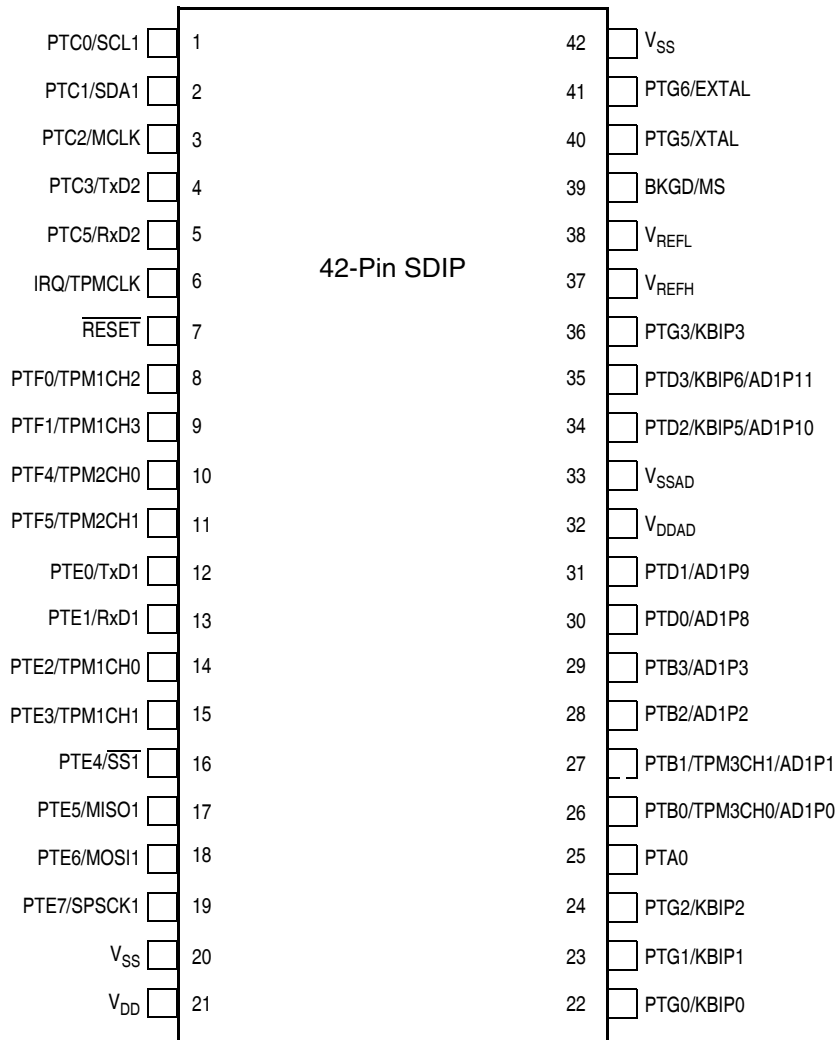 PTC0/SCL1 1 42 VSS
PTC1/SDA1 2 41 PTG6/EXTAL
PTC2/MCLK 3 40 PTG5/XTAL
PTC3/TxD2 4 39 BKGD/MS
PTC5/RxD2 5 38 VREFL
42-Pin SDIP
IRQ/TPMCLK 6 37 VREFH
RESET 7 36 PTG3/KBIP3
PTF0/TPM1CH2 8 35 PTD3/KBIP6/AD1P11
PTF1/TPM1CH3 9 34 PTD2/KBIP5/AD1P10
PTF4/TPM2CH0 10 33 VSSAD
PTF5/TPM2CH1 11 32 VDDAD
PTE0/TxD1 12 31 PTD1/AD1P9
PTE1/RxD1 13 30 PTD0/AD1P8
PTE2/TPM1CH0 14 29 PTB3/AD1P3
PTE3/TPM1CH1 15 28 PTB2/AD1P2
PTE4/SS1 16 27 PTB1/TPM3CH1/AD1P1
PTE5/MISO1 17 26 PTB0/TPM3CH0/AD1P0
PTE6/MOSI1 18 25 PTA0
PTE7/SPSCK1 19 24 PTG2/KBIP2
VSS 20 23 PTG1/KBIP1
VDD 21 22 PTG0/KBIP0